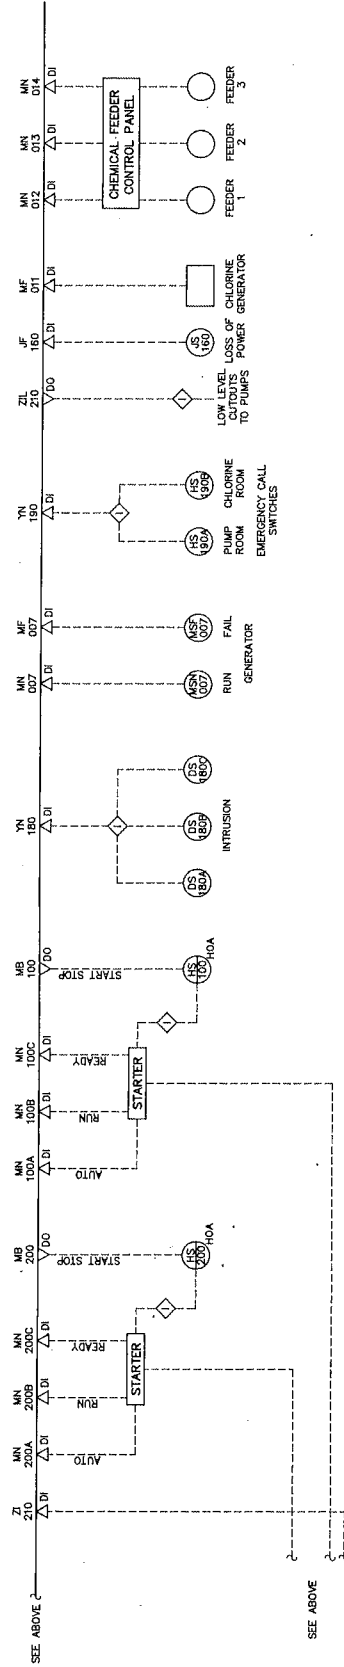 SEE ABOVE
ZI
210
DI
MN
200A
DI
AUTO
MN
200B
DI
RUN
MN
200C
DI
READY
STARTER
I
MB
200
DO
START STOP
HS
200
HOA
MN
100A
DI
AUTO
MN
100B
DI
RUN
MN
100C
DI
READY
STARTER
I
MB
100
DO
START STOP
HS
100
HOA
SEE ABOVE
YN
180
DI
I
DS
180A
DS
180B
DS
180C
INTRUSION
MN
007
DI
MSN
007
RUN
MF
007
DI
MSF
007
FAIL
GENERATOR
YN
190
DI
I
HS
190A
PUMP
ROOM
HS
190B
CHLORINE
ROOM
EMERGENCY CALL
SWITCHES
ZIL
210
DO
I
LOW LEVEL
CUTOUTS
TO PUMPS
JF
160
DI
JS
160
LOSS OF
POWER
MF
011
DI
CHLORINE
GENERATOR
MN
012
DI
MN
013
DI
MN
014
DI
CHEMICAL FEEDER
CONTROL PANEL
FEEDER
1
FEEDER
2
FEEDER
3